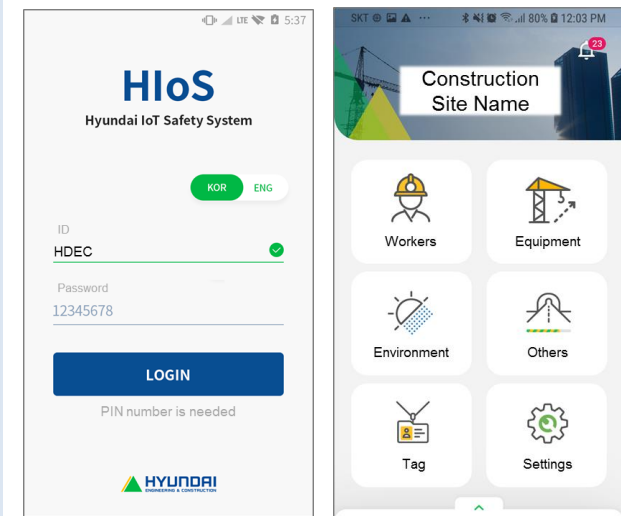 LTE 5:37
HIoS
Hyundai IoT Safety System
KOR ENG
ID
HDEC
Password
12345678
LOGIN
PIN number is needed
HYUNDAI
ENGINEERING & CONSTRUCTION
SKT 80% 12:03 PM
23
Construction
Site Name
Workers
Equipment
Environment
Others
Tag
Settings